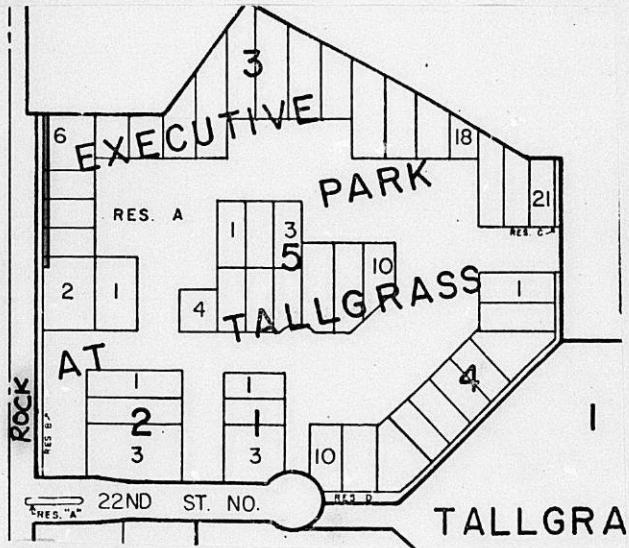 3
EXECUTIVE
6
18
PARK
21
RES. A
1
3
RES. C
5
10
2
1
4
TALLGRASS
1
AT
4
1
1
2
1
3
3
10
1
ROCK
RES B
RES D
22ND ST. NO.
RES. "A"
TALLGRA